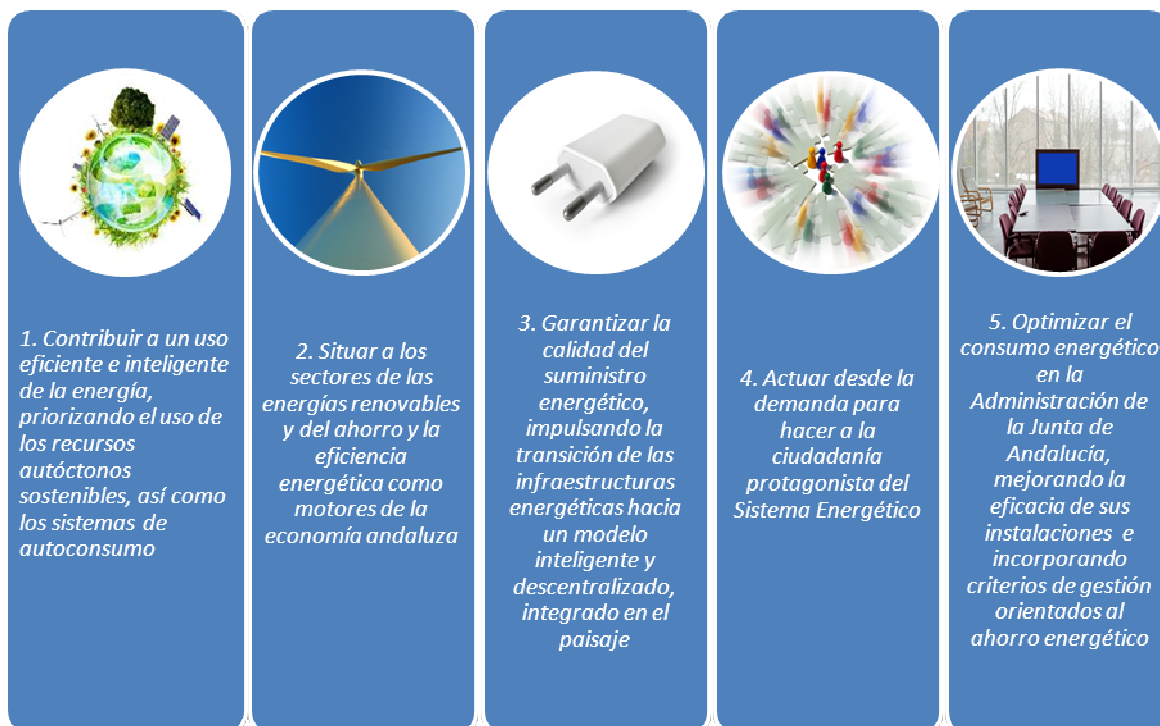 1. Contribuir a un uso
eficiente e inteligente
de la energía,
priorizando el uso de
los recursos
autóctonos
sostenibles, así como
los sistemas de
autoconsumo
2. Situar a los
sectores de las
energías renovables
y del ahorro y la
eficiencia
energética como
motores de la
economía andaluza
3. Garantizar la
calidad del
suministro
energético,
impulsando la
transición de las
infraestructuras
energéticas hacia
un modelo
inteligente y
descentralizado,
integrado en el
paisaje
4. Actuar desde la
demanda para
hacer a la
ciudadanía
protagonista del
Sistema Energético
5. Optimizar el
consumo energético
en la
Administración de
la Junta de
Andalucía,
mejorando la
eficacia de sus
instalaciones e
incorporando
criterios de gestión
orientados al
ahorro energético